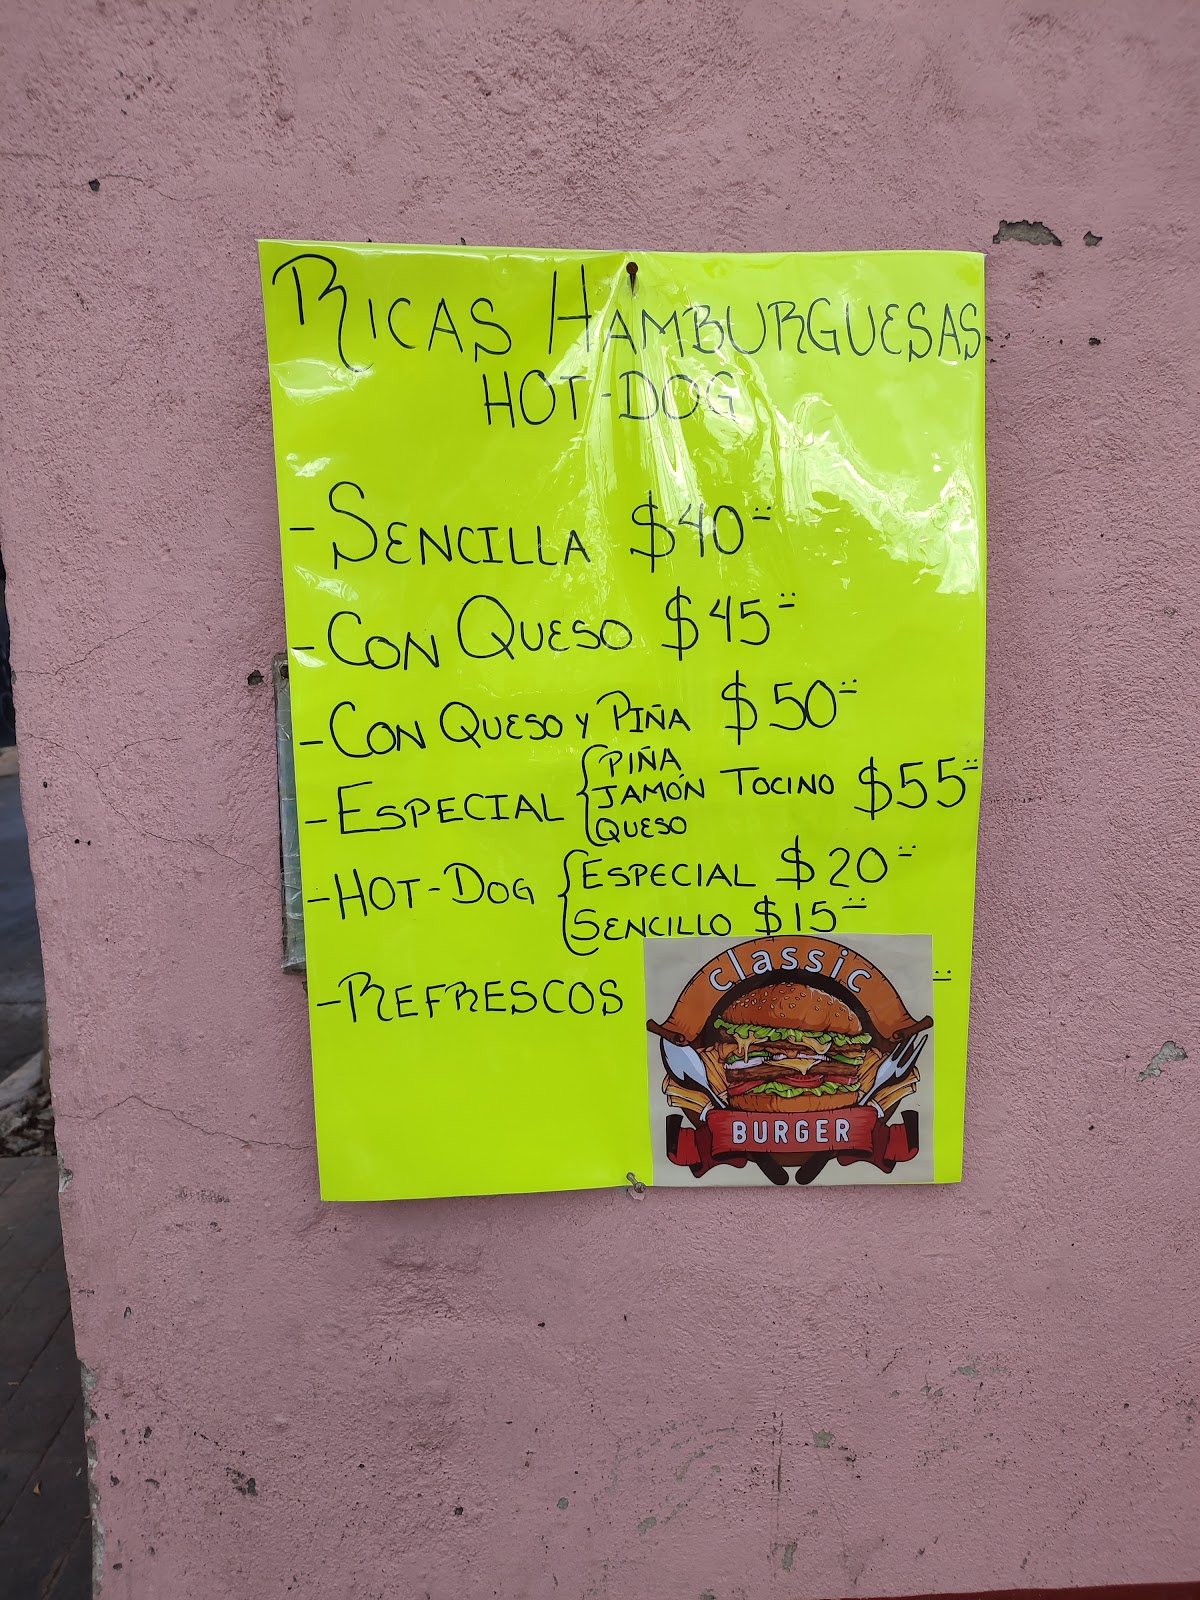 RICAS HAMBURGUESAS
HOT-DOG
- SENCILLA $40=
- CON QUESO $45=
- CON QUESO Y PIÑA $50=
- ESPECIAL { PIÑA
JAMÓN TOCINO $55=
QUESO
- HOT-DOG { ESPECIAL $20=
SENCILLO $15=
- REFRESCOS
classic
BURGER